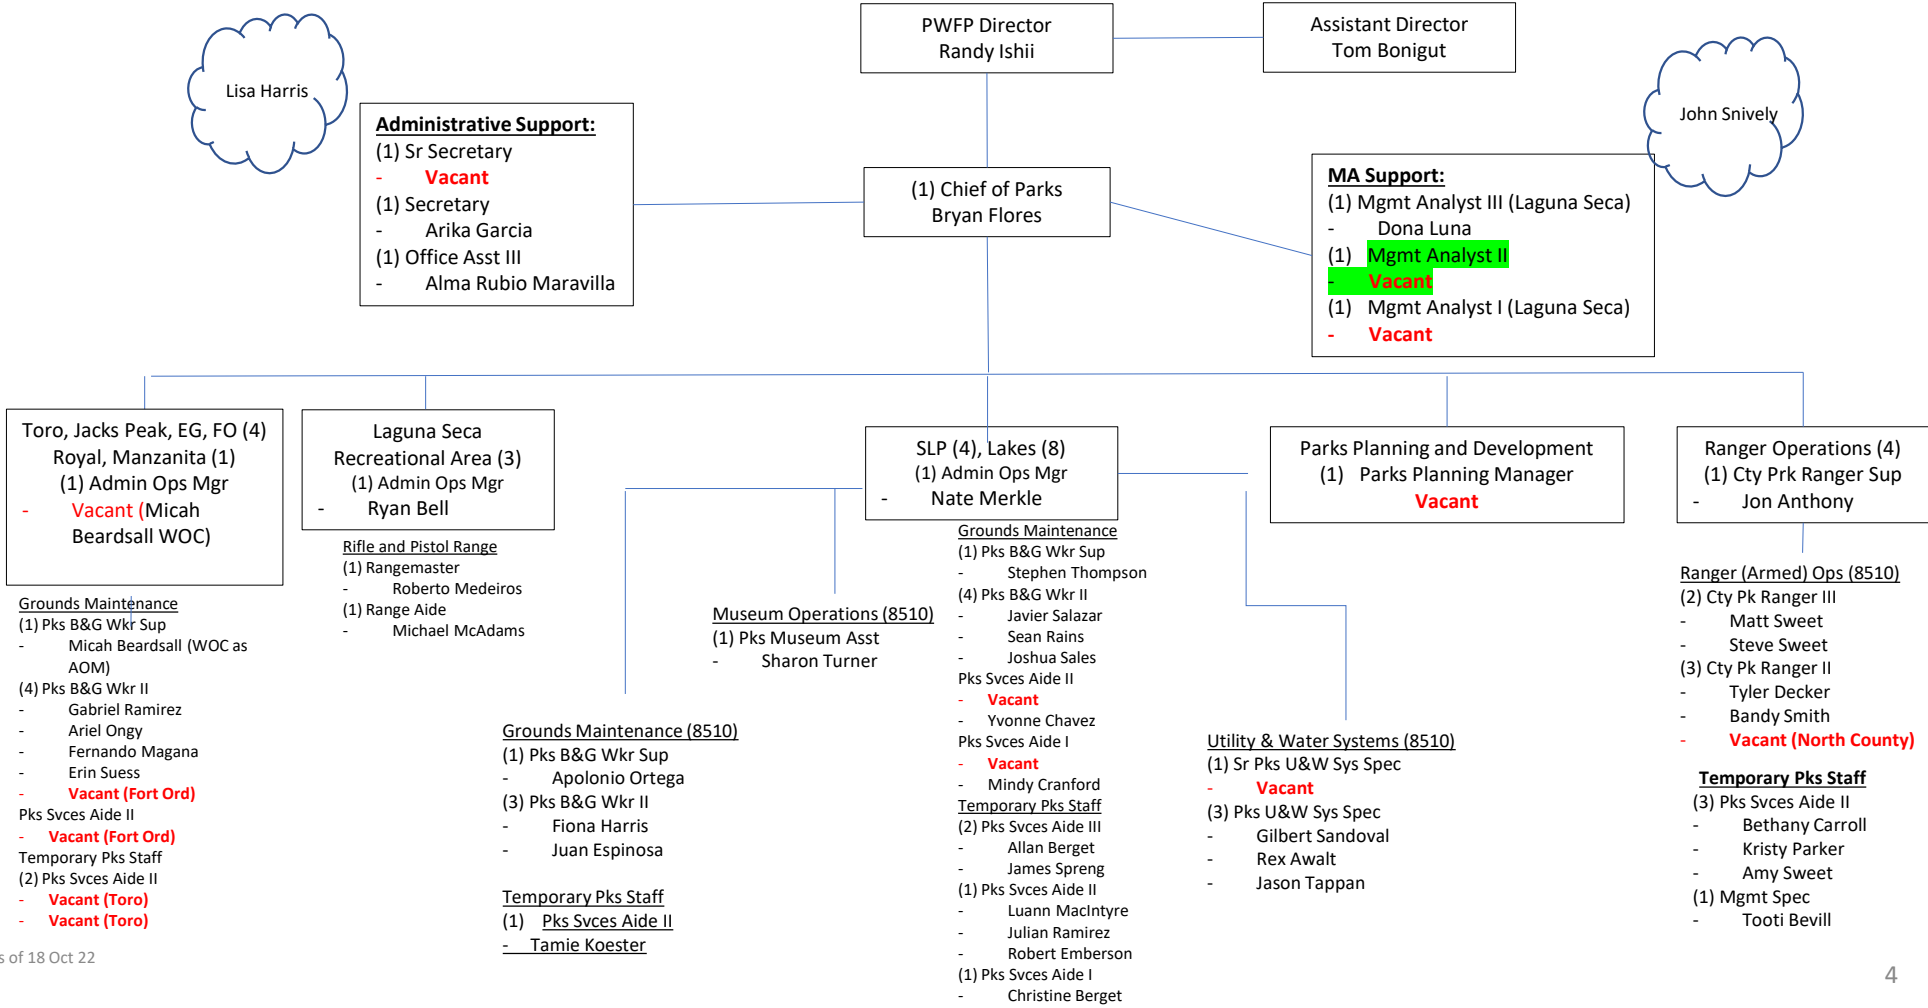 PWFP Director
Randy Ishii
Assistant Director
Tom Bonigut
Lisa Harris
John Snively
Administrative Support:
(1) Sr Secretary
- Vacant
(1) Secretary
- Arika Garcia
(1) Office Asst III
- Alma Rubio Maravilla
(1) Chief of Parks
Bryan Flores
MA Support:
(1) Mgmt Analyst III (Laguna Seca)
- Dona Luna
(1) Mgmt Analyst II
- Vacant
(1) Mgmt Analyst I (Laguna Seca)
- Vacant
Toro, Jacks Peak, EG, FO (4)
Royal, Manzanita (1)
(1) Admin Ops Mgr
- Vacant (Micah
Beardsall WOC)
Grounds Maintenance
(1) Pks B&G Wkr Sup
- Micah Beardsall (WOC as
AOM)
(4) Pks B&G Wkr II
- Gabriel Ramirez
- Ariel Ongy
- Fernando Magana
- Erin Suess
- Vacant (Fort Ord)
Pks Svces Aide II
- Vacant (Fort Ord)
Temporary Pks Staff
(2) Pks Svces Aide II
- Vacant (Toro)
- Vacant (Toro)
Laguna Seca
Recreational Area (3)
(1) Admin Ops Mgr
- Ryan Bell
Rifle and Pistol Range
(1) Rangemaster
- Roberto Medeiros
(1) Range Aide
- Michael McAdams
SLP (4), Lakes (8)
(1) Admin Ops Mgr
- Nate Merkle
Grounds Maintenance (8510)
(1) Pks B&G Wkr Sup
- Apolonio Ortega
(3) Pks B&G Wkr II
- Fiona Harris
- Juan Espinosa
Temporary Pks Staff
(1) Pks Svces Aide II
- Tamie Koester
Museum Operations (8510)
(1) Pks Museum Asst
- Sharon Turner
Grounds Maintenance
(1) Pks B&G Wkr Sup
- Stephen Thompson
(4) Pks B&G Wkr II
- Javier Salazar
- Sean Rains
- Joshua Sales
Pks Svces Aide II
- Vacant
- Yvonne Chavez
Pks Svces Aide I
- Vacant
- Mindy Cranford
Temporary Pks Staff
(2) Pks Svces Aide III
- Allan Berget
- James Spreng
(1) Pks Svces Aide II
- Luann MacIntyre
- Julian Ramirez
- Robert Emberson
(1) Pks Svces Aide I
- Christine Berget
Utility & Water Systems (8510)
(1) Sr Pks U&W Sys Spec
- Vacant
(3) Pks U&W Sys Spec
- Gilbert Sandoval
- Rex Awalt
- Jason Tappan
Parks Planning and Development
(1) Parks Planning Manager
Vacant
Ranger Operations (4)
(1) Cty Prk Ranger Sup
- Jon Anthony
Ranger (Armed) Ops (8510)
(2) Cty Pk Ranger III
- Matt Sweet
- Steve Sweet
(3) Cty Pk Ranger II
- Tyler Decker
- Bandy Smith
- Vacant (North County)
Temporary Pks Staff
(3) Pks Svces Aide II
- Bethany Carroll
- Kristy Parker
- Amy Sweet
(1) Mgmt Spec
- Tooti Bevill
s of 18 Oct 22
4